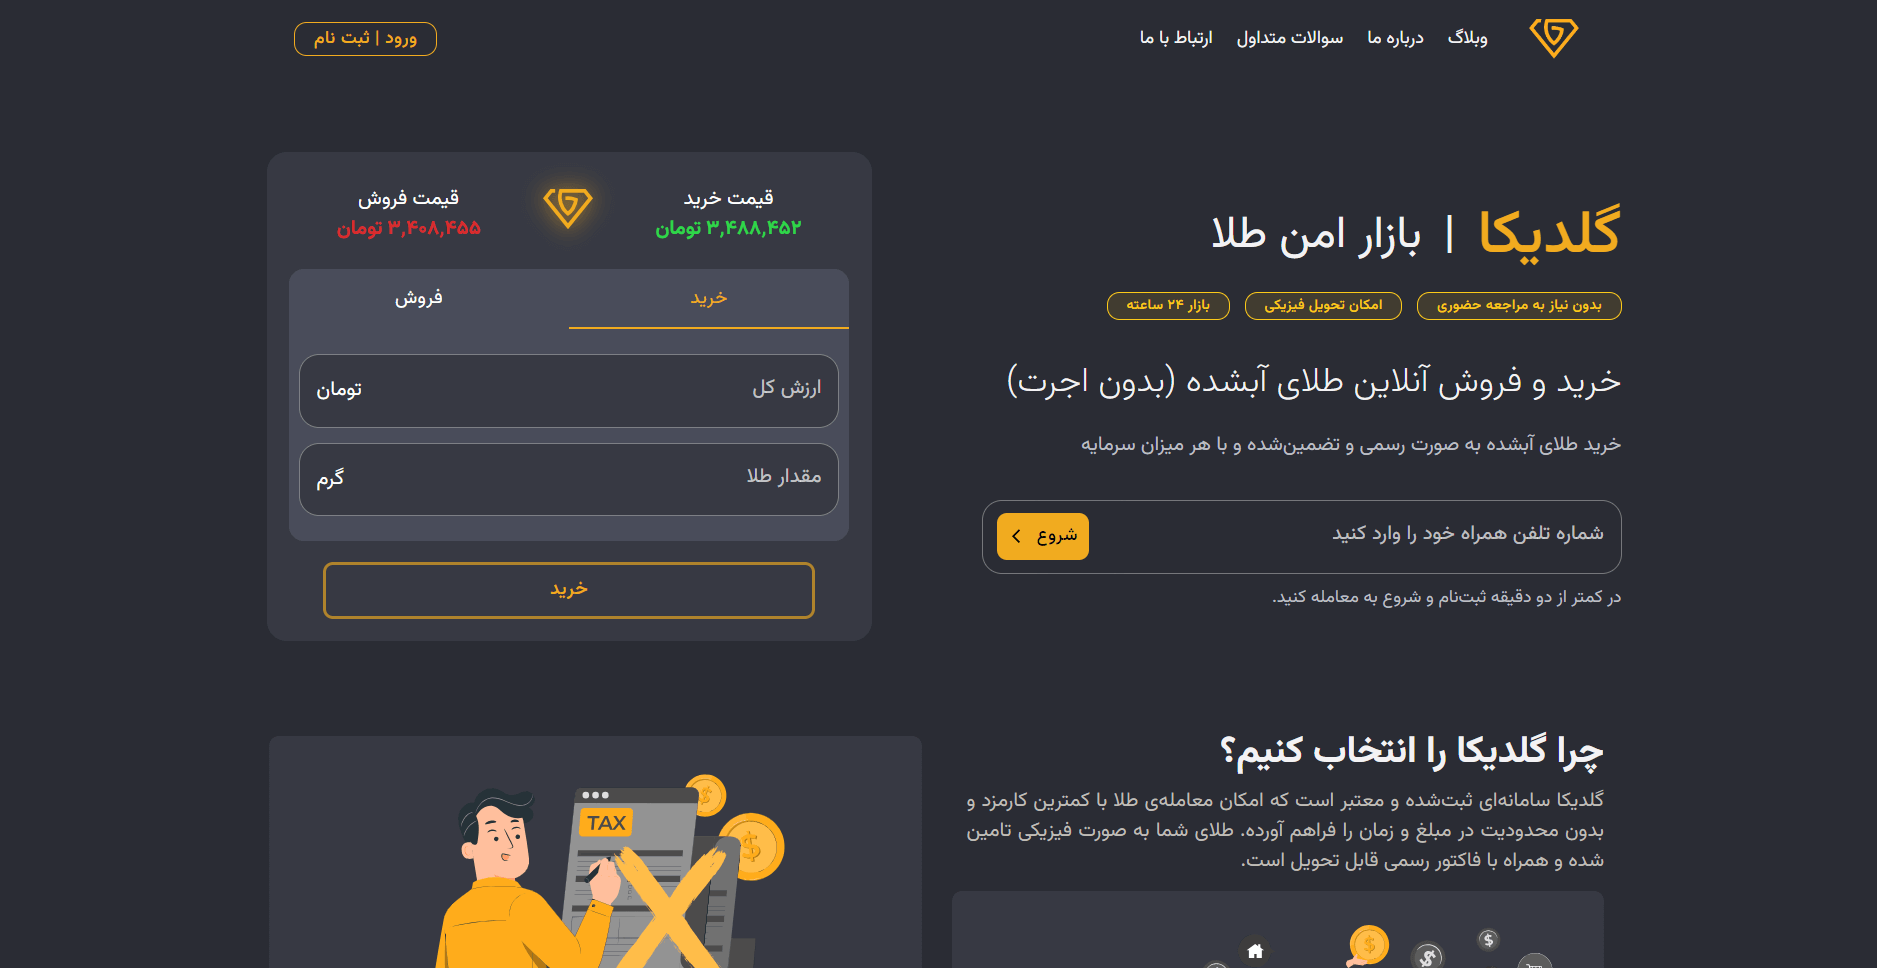 وبلاگ
درباره ما
سوالات متداول
ارتباط با ما
ورود | ثبت نام
گلدیکا | بازار امن طلا
بدون نیاز به مراجعه حضوری
امکان تحویل فیزیکی
بازار ۲۴ ساعته
خرید و فروش آنلاین طلای آبشده (بدون اجرت)
خرید طلای آبشده به صورت رسمی و تضمین‌شده و با هر میزان سرمایه
شماره تلفن همراه خود را وارد کنید
شروع
در کمتر از دو دقیقه ثبت‌نام و شروع به معامله کنید.
قیمت خرید
۳,۴۸۸,۴۵۲ تومان
قیمت فروش
۳,۴۰۸,۴۵۵ تومان
خرید
فروش
ارزش کل
تومان
مقدار طلا
گرم
خرید
چرا گلدیکا را انتخاب کنیم؟
گلدیکا سامانه‌ای ثبت‌شده و معتبر است که امکان معامله‌ی طلا با کمترین کارمزد و
بدون محدودیت در مبلغ و زمان را فراهم آورده. طلای شما به صورت فیزیکی تامین
شده و همراه با فاکتور رسمی قابل تحویل است.
TAX